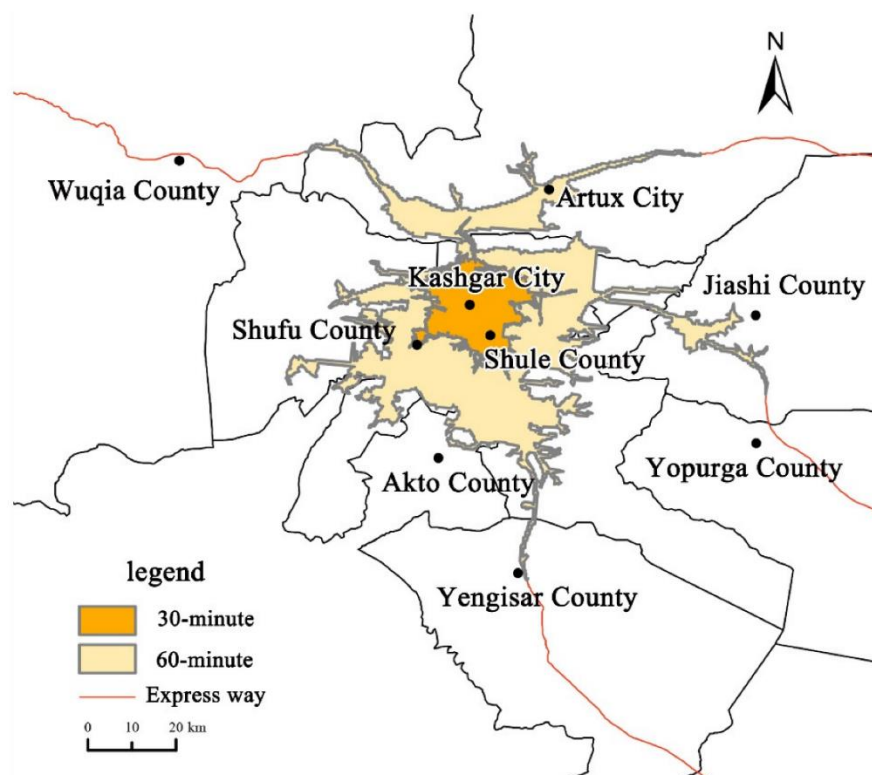 N
Wuqia County
Artux City
Kashgar City
Jiashi County
Shufu County
Shule County
Akto County
Yopurga County
Yengisar County
legend
30-minute
60-minute
Express way
0 10 20 km